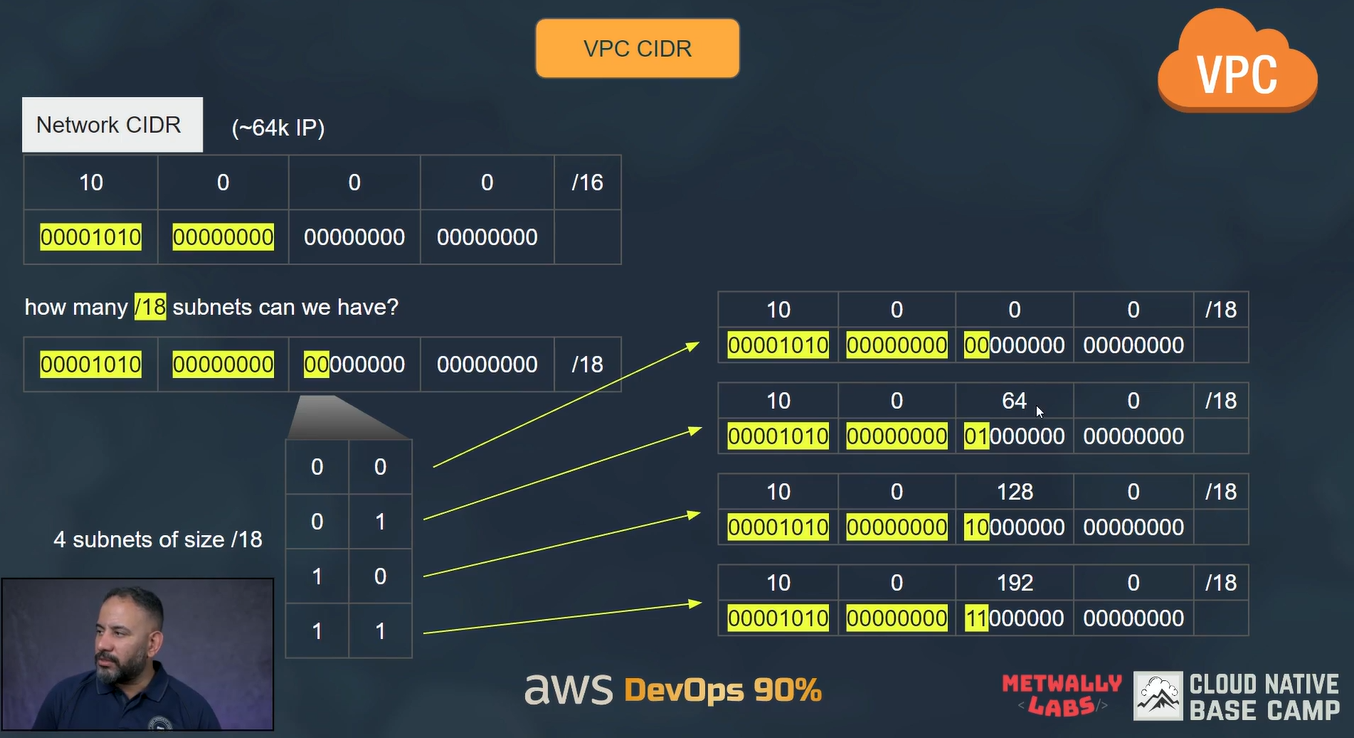 VPC CIDR
VPC
Network CIDR
(~64k IP)
10 0 0 0 /16
00001010 00000000 00000000 00000000
how many /18 subnets can we have?
00001010 00000000 00000000 00000000 /18
0 0
0 1
1 0
1 1
4 subnets of size /18
10 0 0 0 /18
00001010 00000000 00000000 00000000
10 0 64 0 /18
00001010 00000000 01000000 00000000
10 0 128 0 /18
00001010 00000000 10000000 00000000
10 0 192 0 /18
00001010 00000000 11000000 00000000
aws DevOps 90%
METWALLY
<LABS/>
CLOUD NATIVE
BASE CAMP